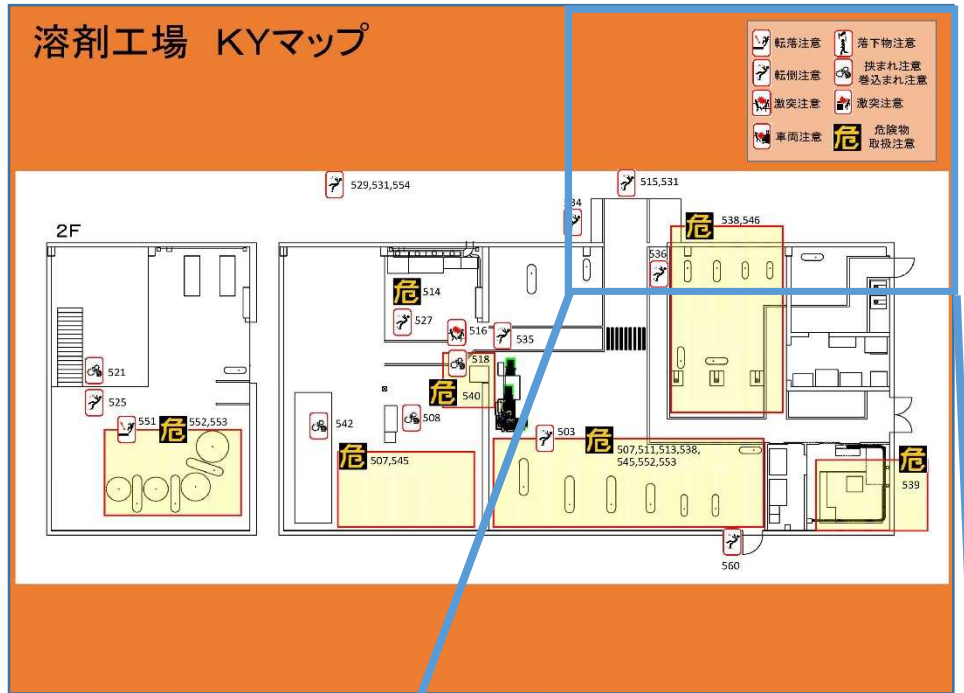 溶剤工場 KYマップ
転落注意
落下物注意
転倒注意
挟まれ注意
巻込まれ注意
激突注意
激突注意
車両注意
危
危険物
取扱注意
529,531,554
515,531
534
危
538,546
2F
536
危
514
527
516
535
518
521
危
540
525
542
508
551
危
552,553
503
危
507,511,513,538,
545,552,553
危
507,545
危
539
560